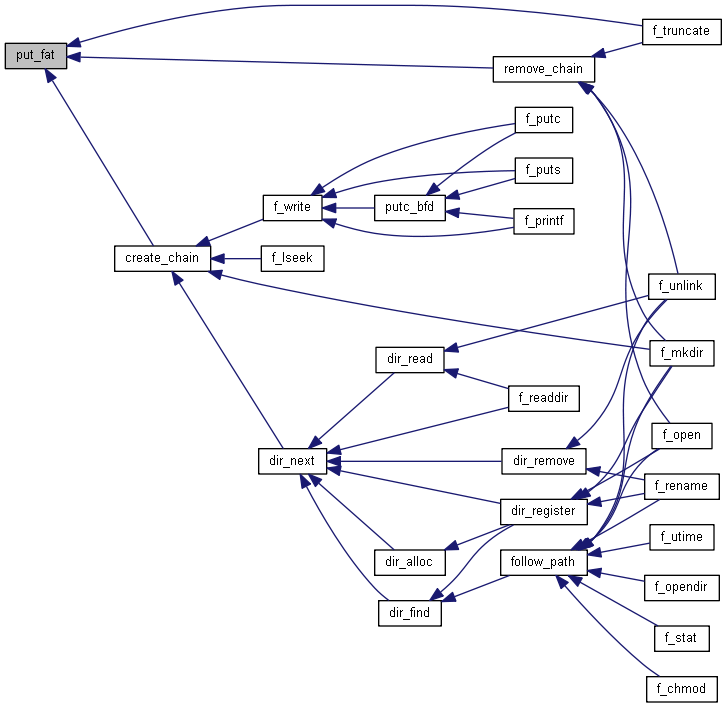 f_truncate
put_fat
remove_chain
f_putc
f_puts
f_write
putc_bfd
f_printf
create_chain
f_lseek
f_unlink
dir_read
f_mkdir
f_readdir
f_open
dir_next
dir_remove
f_rename
dir_register
f_utime
dir_alloc
follow_path
f_opendir
dir_find
f_stat
f_chmod